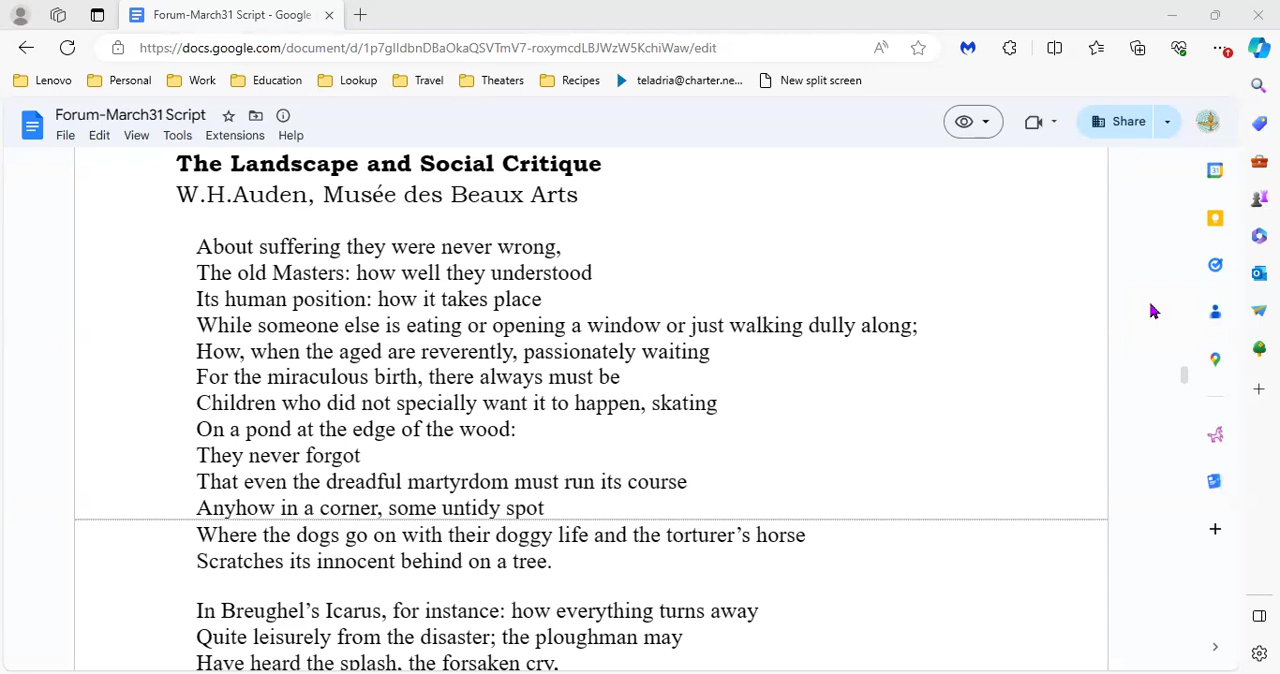 Forum-March31 Script - Google
https://docs.google.com/document/d/1p7gIldbnDBaOkaQSVTmV7-roxymcdLBJWzW5KchiWaw/edit
Lenovo Personal Work Education Lookup Travel Theaters Recipes teladria@charter.ne... New split screen
Forum-March31 Script
File Edit View Tools Extensions Help
Share
The Landscape and Social Critique
W.H.Auden, Musée des Beaux Arts
About suffering they were never wrong,
The old Masters: how well they understood
Its human position: how it takes place
While someone else is eating or opening a window or just walking dully along;
How, when the aged are reverently, passionately waiting
For the miraculous birth, there always must be
Children who did not specially want it to happen, skating
On a pond at the edge of the wood:
They never forgot
That even the dreadful martyrdom must run its course
Anyhow in a corner, some untidy spot
Where the dogs go on with their doggy life and the torturer’s horse
Scratches its innocent behind on a tree.
In Breughel’s Icarus, for instance: how everything turns away
Quite leisurely from the disaster; the ploughman may
Have heard the splash, the forsaken cry,